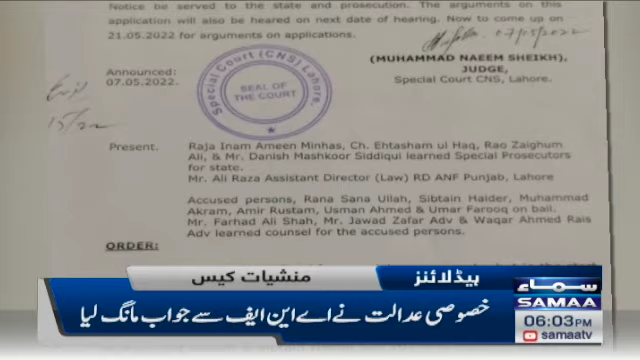 Notice be served to the state and prosecution. The arguments on this
application will also be heard on next date of hearing. Now to come up on
21.05.2022 for arguments on applications.
07/05/2022
(MUHAMMAD NAEEM SHEIKH)
JUDGE,
Special Court CNS, Lahore.
Announced:
07.05.2022
Special Court (CNS) Lahore.
SEAL OF
THE COURT
Present.
Raja Inam Ameen Minhas, Ch. Ehtasham ul Haq, Rao Zaighum
Ali, & Mr. Danish Mashkoor Siddiqui learned Special Prosecutors
for state.
Mr. Ali Raza Assistant Director (Law) RD ANF Punjab, Lahore
Accused persons, Rana Sana Ullah, Sibtain Haider, Muhammad
Akram, Amir Rustam, Usman Ahmed & Umar Farooq on bail.
Mr. Farhad Ali Shah, Mr. Jawad Zafar Adv & Waqar Ahmed Rais
Adv learned counsel for the accused persons.
ORDER:
ہیڈلائنز
منشیات کیس
خصوصی عدالت نے اے این ایف سے جواب مانگ لیا
سماء
SAMAA
06:03PM
samaatv